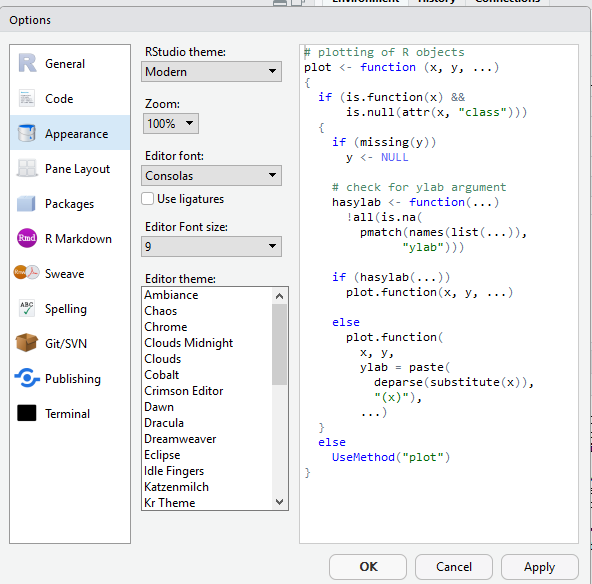 Environment History Connections
Options
General
Code
Appearance
Pane Layout
Packages
Rmd R Markdown
Sweave
ABC Spelling
Git/SVN
Publishing
Terminal
RStudio theme:
Modern
Zoom:
100%
Editor font:
Consolas
Use ligatures
Editor Font size:
9
Editor theme:
Ambiance
Chaos
Chrome
Clouds Midnight
Clouds
Cobalt
Crimson Editor
Dawn
Dracula
Dreamweaver
Eclipse
Idle Fingers
Katzenmilch
Kr Theme
# plotting of R objects
plot <- function (x, y, ...)
{
  if (is.function(x) &&
      is.null(attr(x, "class")))
  {
    if (missing(y))
      y <- NULL
    # check for ylab argument
    hasylab <- function(...)
      !all(is.na(
        pmatch(names(list(...)),
              "ylab")))
    if (hasylab(...))
      plot.function(x, y, ...)
    else
      plot.function(
        x, y,
        ylab = paste(
          deparse(substitute(x)),
          "(x)"),
        ...)
  }
  else
    UseMethod("plot")
}
OK Cancel Apply